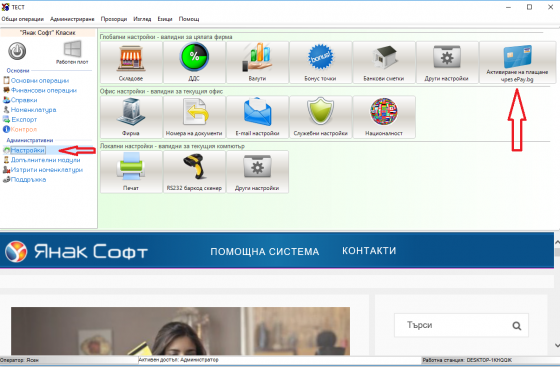 ТЕСТ
Общи операции Администриране Прозорци Изглед Езици Помощ
"Янак Софт" Класик
Работен плот
Основни
Основни операции
Финансови операции
Справки
Номенклатура
Експорт
Контрол
Административни
Настройки
Допълнителни модули
Изтрити номенклатури
Поддръжка
Глобални настройки - валидни за цялата фирма
Складове
ДДС
Валути
Бонус точки
Банкови сметки
Други настройки
Активиране на плащане
чрез ePay.bg
Офис настройки - валидни за текущия офис
Фирма
Номера на документи
E-mail настройки
Служебни настройки
Националност
Локални настройки - валидни за текущия компютър
Печат
RS232 баркод скенер
Други настройки
Янак Софт
ПОМОЩНА СИСТЕМА КОНТАКТИ
Търси
Оператор Ясен
Активен достъп: Администратор
Работна станция: DESKTOP-1KHQGIK